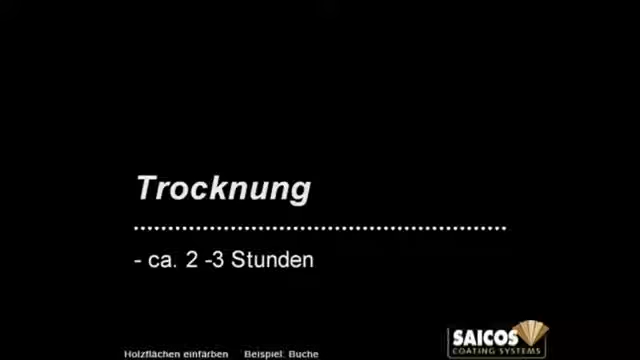 Trocknung
- ca. 2 -3 Stunden
SAICOS
COATING SYSTEMS
Holzflächen einfärben Beispiel: Buche